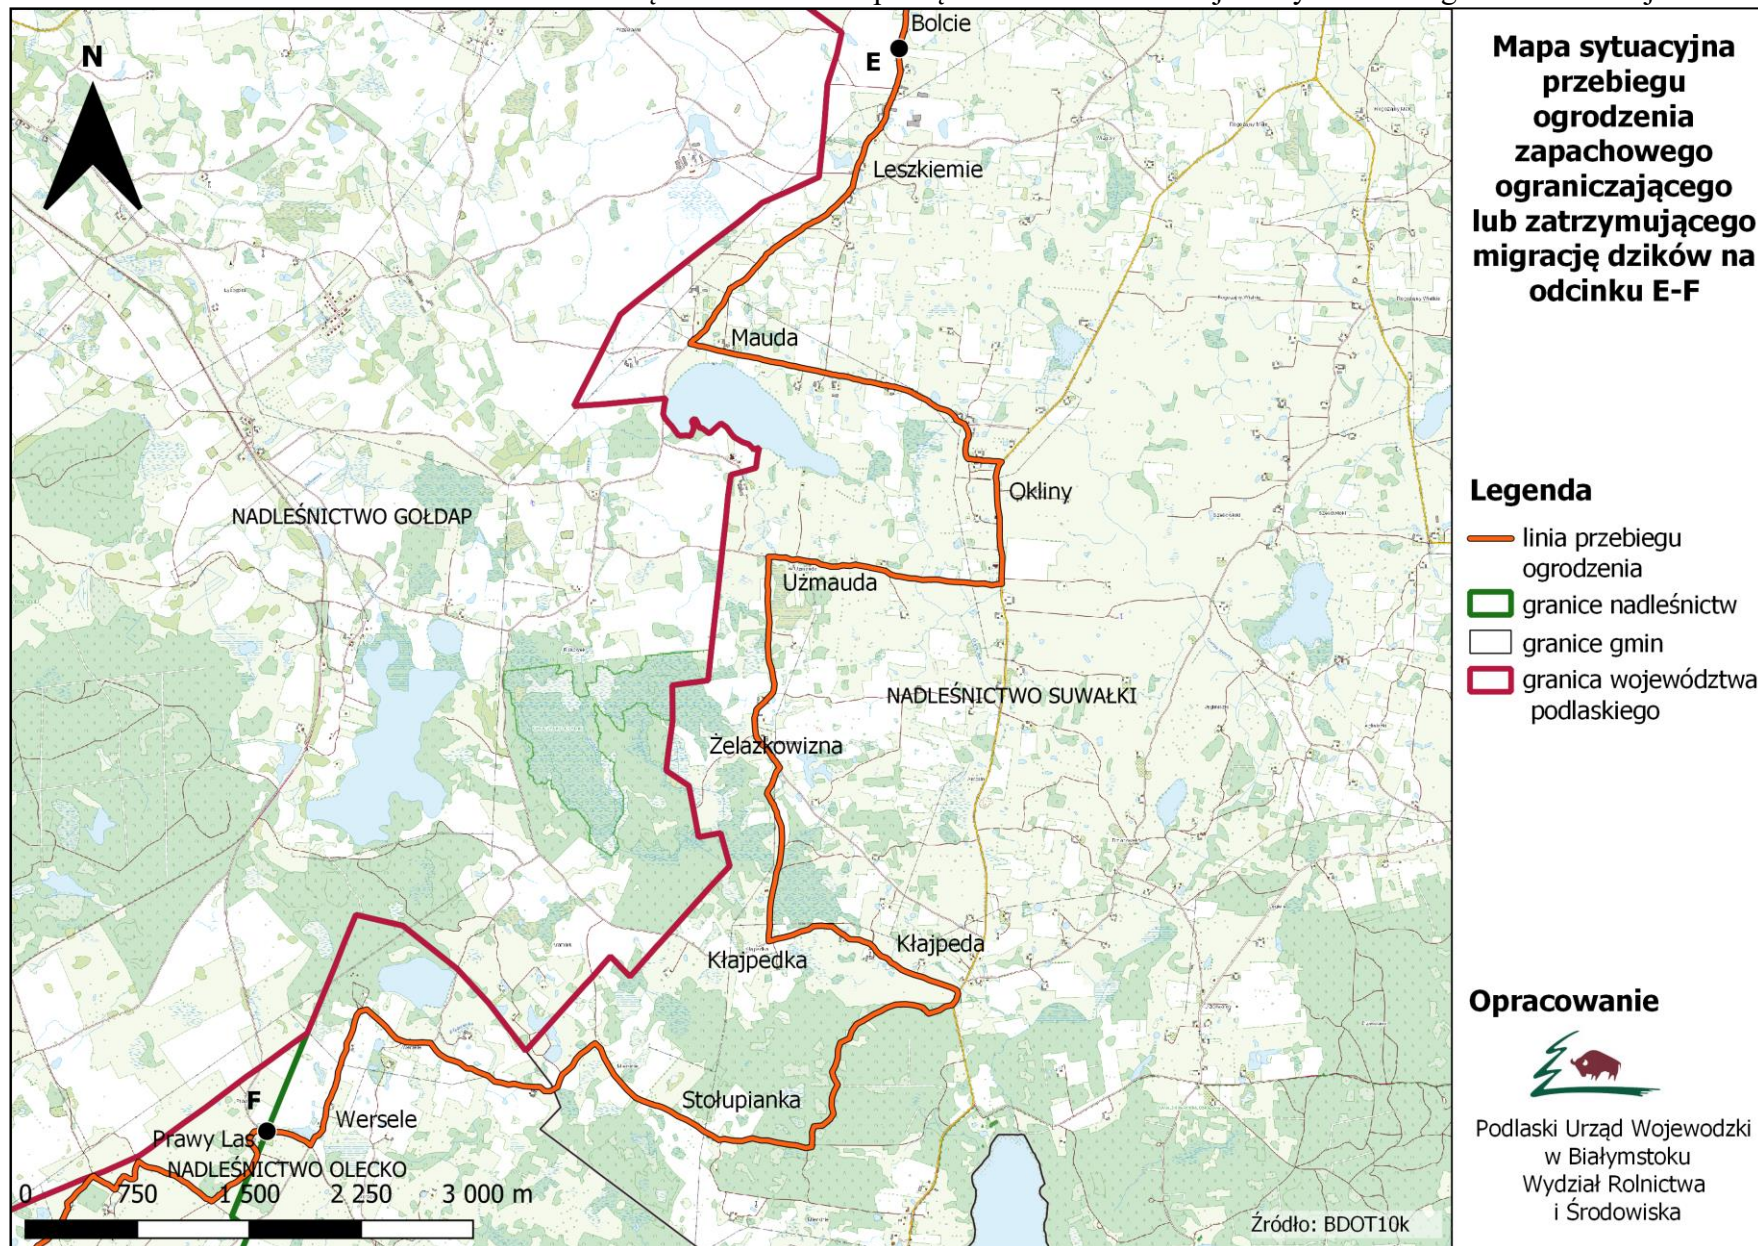 Bolcie
E
N
Leszkiemie
Mauda
Okliny
NADLEŚNICTWO GOŁDAP
Użmauda
NADLEŚNICTWO SUWAŁKI
Żelazkowizna
Kłajpeda
Kłajpedka
Stołupianka
F
Wersele
Prawy Las
NADLEŚNICTWO OLECKO
0 750 1 500 2 250 3 000 m
Źródło: BDOT10k
Mapa sytuacyjna
przebiegu
ogrodzenia
zapachowego
ograniczającego
lub zatrzymującego
migrację dzików na
odcinku E-F
Legenda
linia przebiegu
ogrodzenia
granice nadleśnictw
granice gmin
granica województwa
podlaskiego
Opracowanie
Podlaski Urząd Wojewodzki
w Białymstoku
Wydział Rolnictwa
i Środowiska